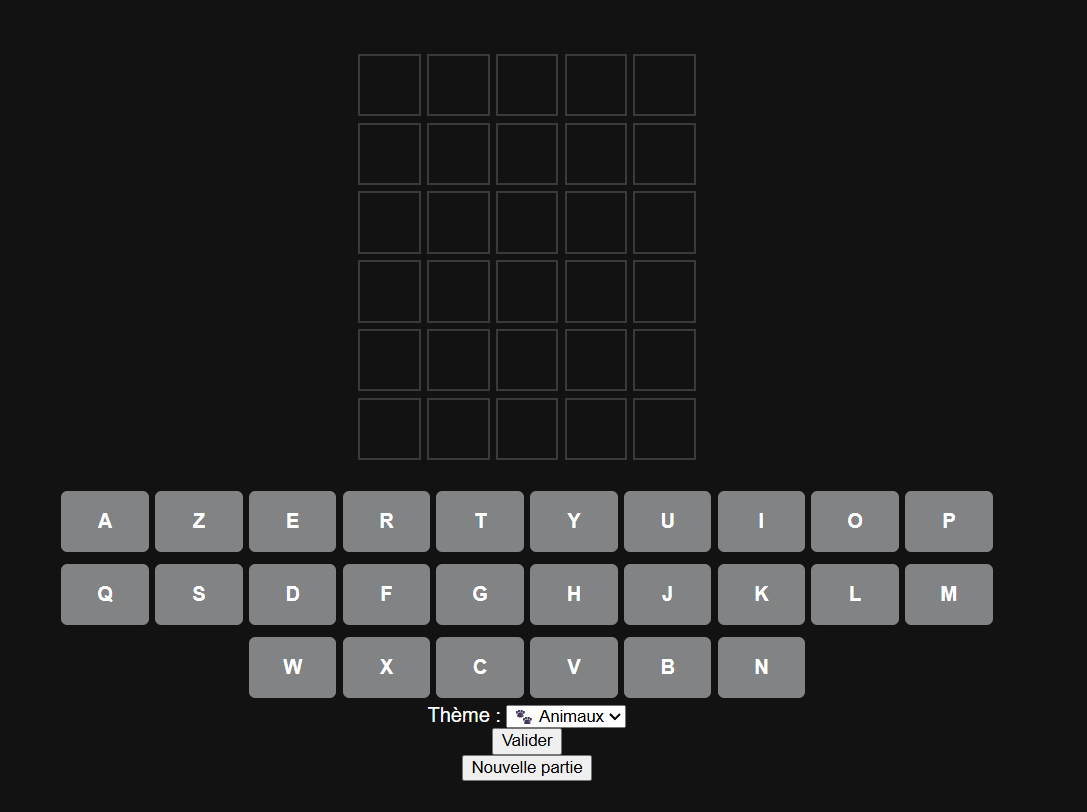 A Z E R T Y U I O P
Q S D F G H J K L M
W X C V B N
Thème : 🐾 Animaux
Valider
Nouvelle partie